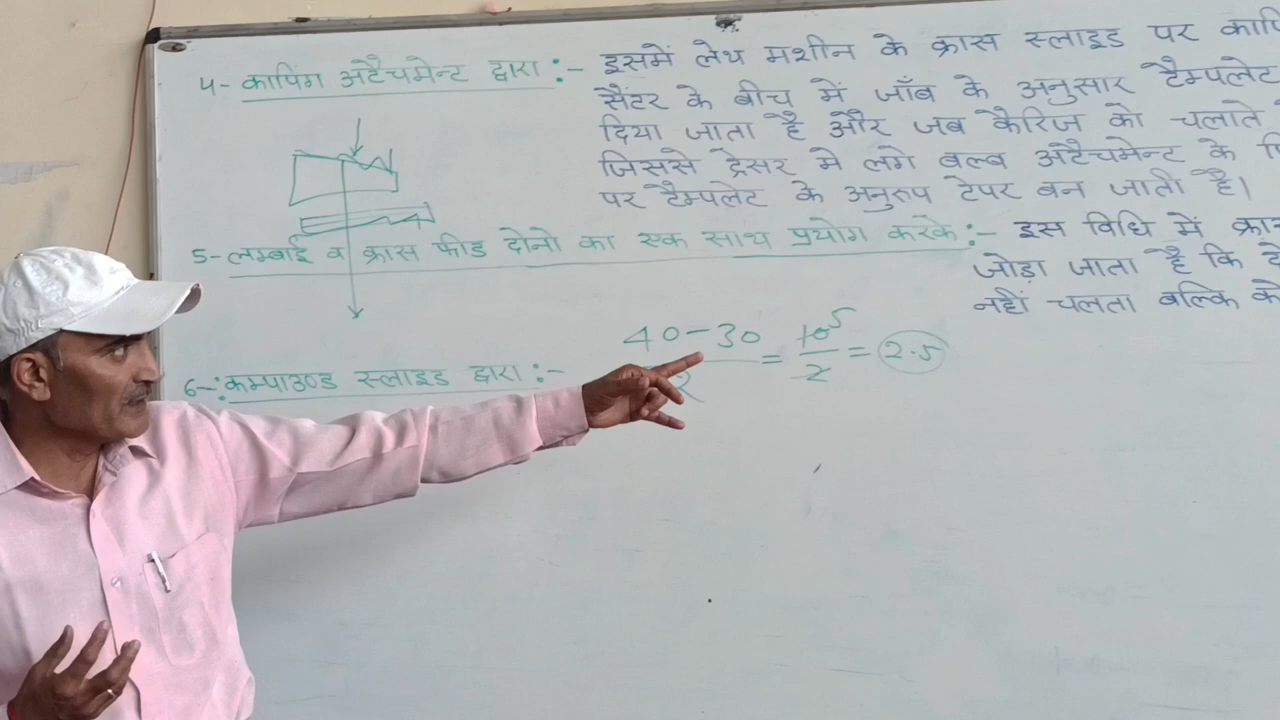 4- कापिंग अटैचमेन्ट द्वारा :- इसमें लेथ मशीन के क्रास स्लाइड पर
सैंटर के बीच में जॉब के अनुसार टैम्पलेट
दिया जाता है और जब कैरिज को चलाते
जिससे ट्रेसर में लगे बल्ब अटैचमेन्ट के
पर टैम्पलेट के अनुरुप टेपर बन जाती है।
5- लम्बाई व क्रास फीड दोनो का एक साथ प्रयोग करके :- इस विधि में
जोड़ा जाता है कि
नहीं चलता बल्कि
40-30 / 2 = 10 5 / 2 = 2.5
6- : कम्पाउण्ड स्लाइड द्वारा :-